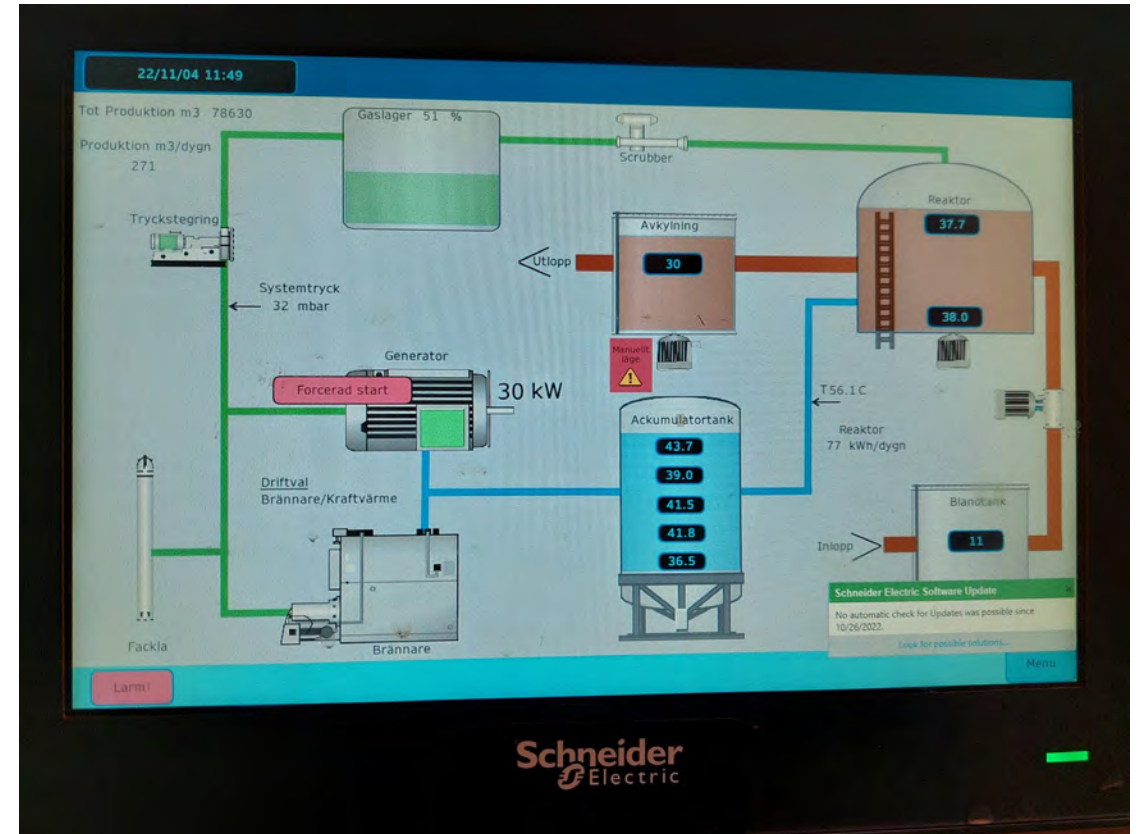 22/11/04 11:49
Tot Produktion m3 78630
Produktion m3/dygn
271
Gaslager 51 %
Scrubber
Reaktor
37.7
38.0
Tryckstegring
Avkylning
30
Utlopp
Systemtryck
32 mbar
Manuellt
läge
Generator
Forcerad start
30 kW
T56.1C
Reaktor
77 kWh/dygn
Ackumulatortank
43.7
39.0
41.5
41.8
36.5
Driftval
Brännare/Kraftvärme
Blandtank
11
Inlopp
Fackla
Brännare
Schneider Electric Software Update
No automatic check for Updates was possible since
10/26/2022.
Look for possible solutions...
Menu
Larm!
Schneider
Electric